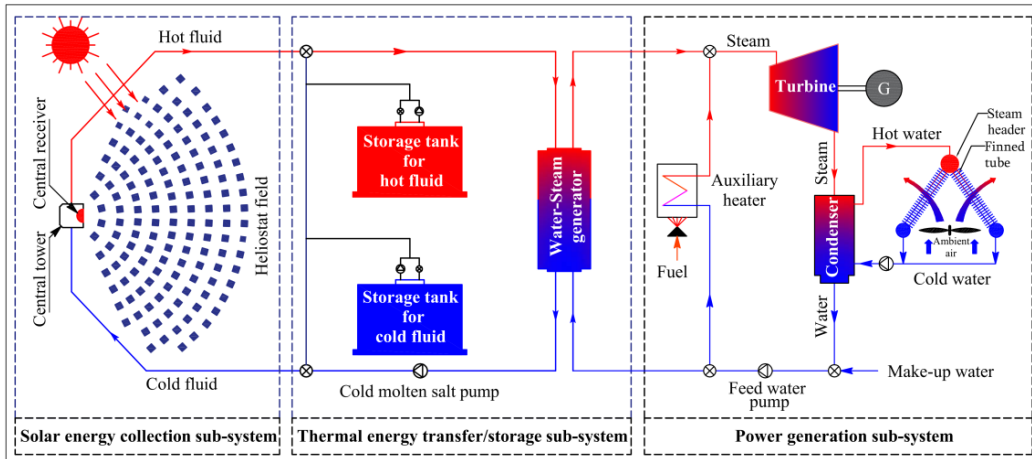 Hot fluid
Central receiver
Central tower
Heliostat field
Cold fluid
Solar energy collection sub-system
Storage tank
for
hot fluid
Storage tank
for
cold fluid
Water-Steam
generator
Cold molten salt pump
Thermal energy transfer/storage sub-system
Steam
Turbine
G
Hot water
Steam
header
Finned
tube
Steam
Auxiliary
heater
Fuel
Condenser
Ambient
air
Cold water
Water
Make-up water
Feed water
pump
Power generation sub-system